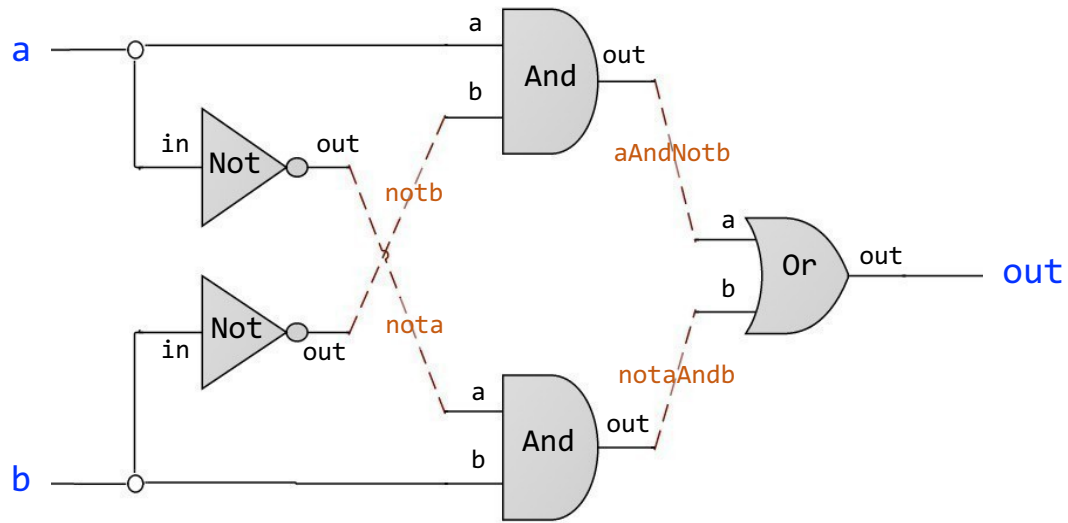 a
a
b
And
out
in
Not
out
notb
aAndNotb
a
b
Or
out
out
in
Not
out
nota
notaAndb
a
b
And
out
b